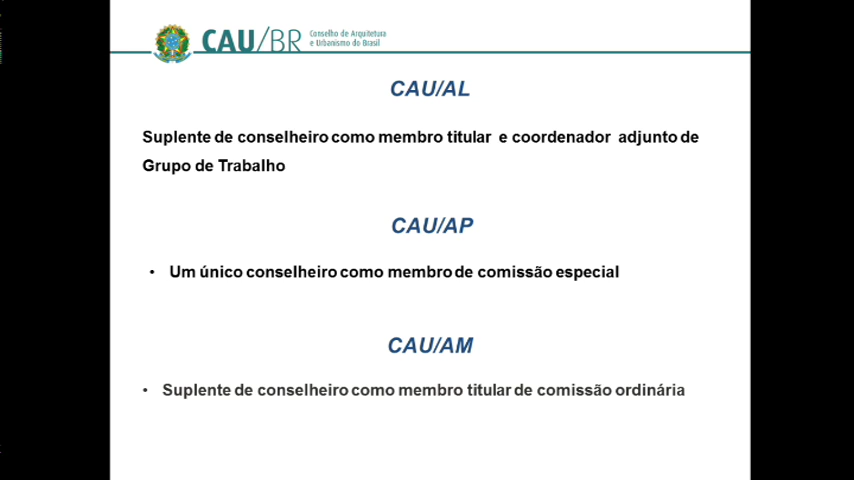 CAU/BR
Conselho de Arquitetura
e Urbanismo do Brasil
CAU/AL
Suplente de conselheiro como membro titular e coordenador adjunto de
Grupo de Trabalho
CAU/AP
• Um único conselheiro como membro de comissão especial
CAU/AM
• Suplente de conselheiro como membro titular de comissão ordinária